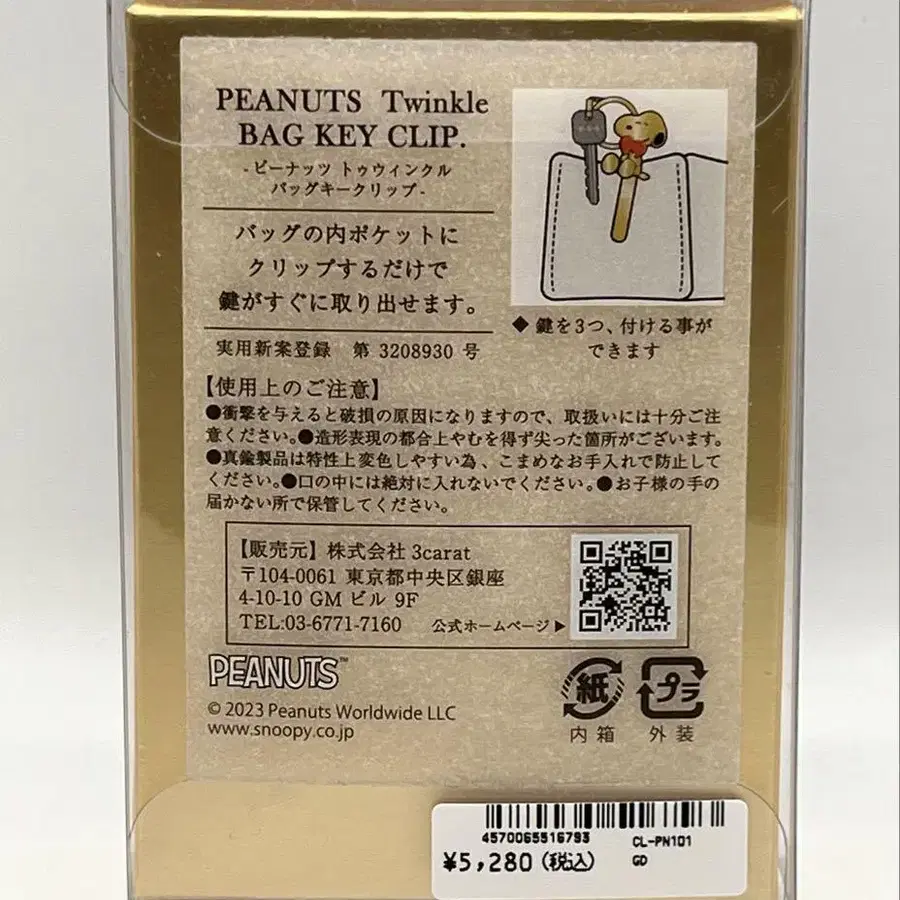 PEANUTS Twinkle
BAG KEY CLIP.
-ピーナッツ トゥウィンクル
バッグキークリップ-
バッグの内ポケットに
クリップするだけで
鍵がすぐに取り出せます。
実用新案登録 第 3208930 号
◆ 鍵を3つ、付ける事が
できます
【使用上のご注意】
●衝撃を与えると破損の原因になりますので、取扱いには十分ご注
意ください。●造形表現の都合上やむを得ず尖った箇所がございます。
●真鍮製品は特性上変色しやすい為、こまめなお手入れで防止して
ください。●口の中には絶対に入れないでください。●お子様の手の
届かない所で保管してください。
【販売元】株式会社 3carat
〒104-0061 東京都中央区銀座
4-10-10 GM ビル 9F
TEL:03-6771-7160 公式ホームページ▶
PEANUTS™
© 2023 Peanuts Worldwide LLC
www.snoopy.co.jp
紙
内箱
プラ
外装
4570065516793
CL-PN101
¥5,280(税込)
GD